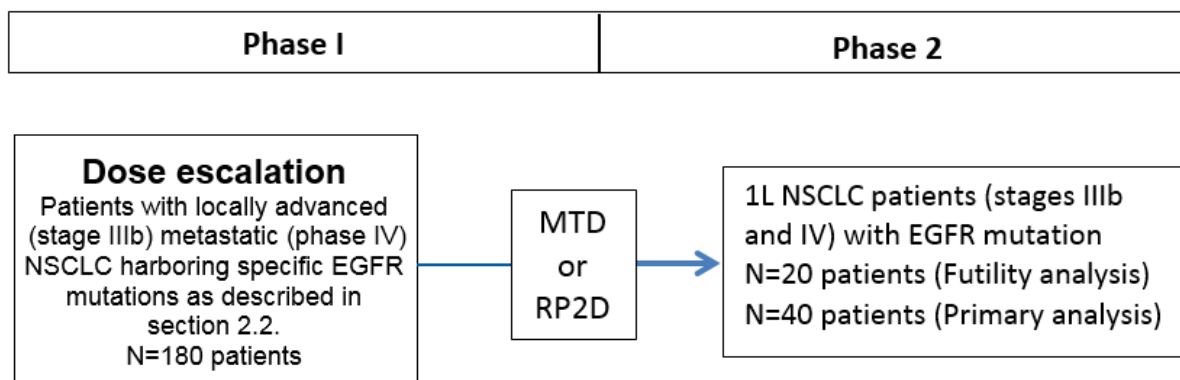 Phase I
Phase 2
Dose escalation
Patients with locally advanced
(stage IIIb) metastatic (phase IV)
NSCLC harboring specific EGFR
mutations as described in
section 2.2.
N=180 patients
MTD
or
RP2D
1L NSCLC patients (stages IIIb
and IV) with EGFR mutation
N=20 patients (Futility analysis)
N=40 patients (Primary analysis)